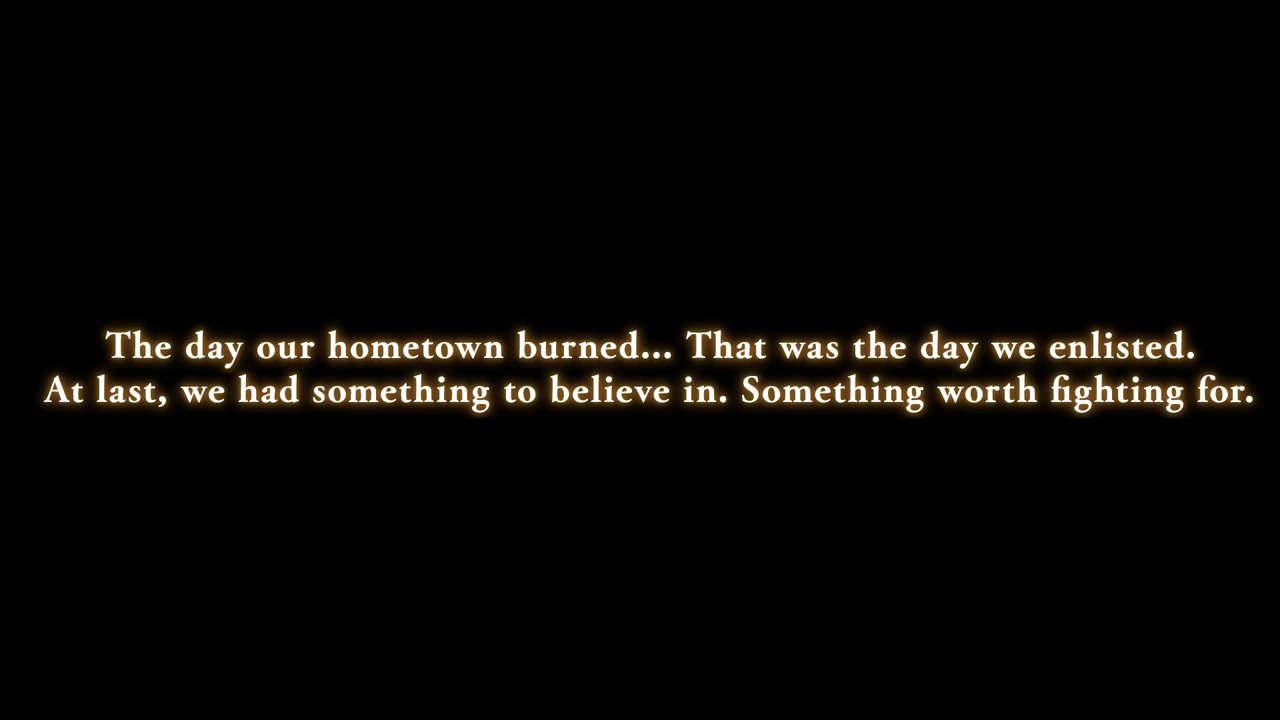 The day our hometown burned... That was the day we enlisted.
At last, we had something to believe in. Something worth fighting for.